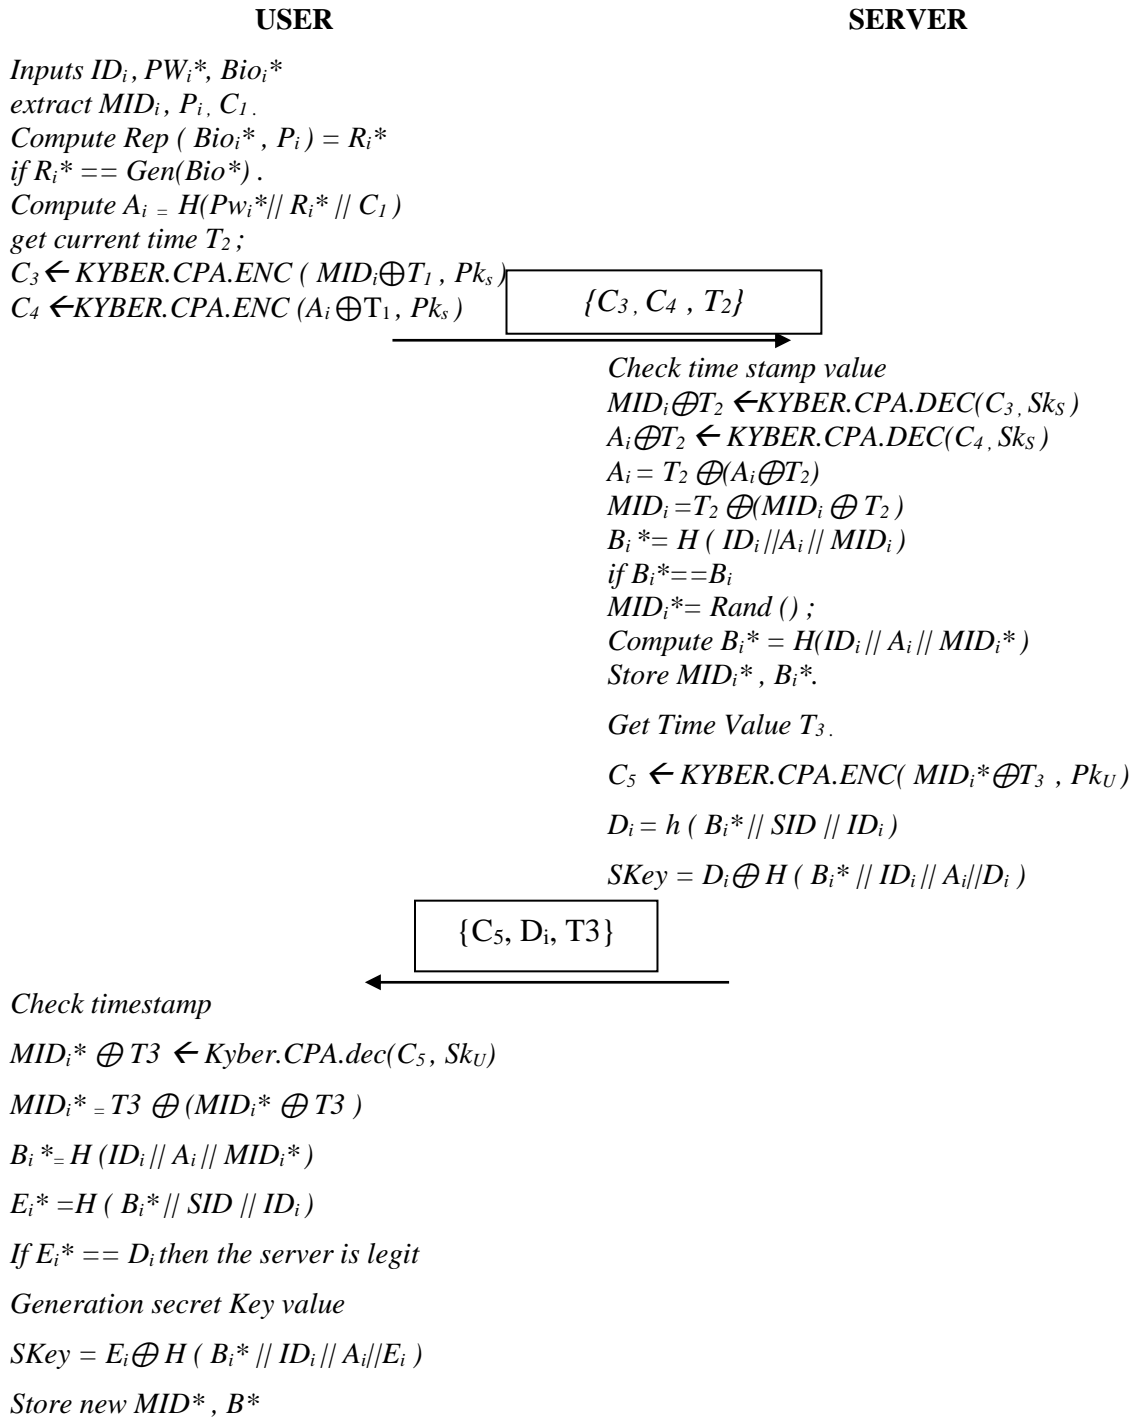 USER
SERVER
Inputs IDᵢ , PWᵢ*, Bioᵢ*
extract MIDᵢ , Pᵢ , C₁ .
Compute Rep ( Bioᵢ* , Pᵢ ) = Rᵢ*
if Rᵢ* == Gen(Bio*) .
Compute Aᵢ = H(Pwᵢ*|| Rᵢ* || C₁ )
get current time T₂ ;
C₃ ← KYBER.CPA.ENC ( MIDᵢ⨁T₁ , Pkₛ )
C₄ ←KYBER.CPA.ENC (Aᵢ ⨁T₁ , Pkₛ )
{C₃ , C₄ , T₂}
Check time stamp value
MIDᵢ⨁T₂ ←KYBER.CPA.DEC(C₃ , Skₛ )
Aᵢ⨁T₂ ← KYBER.CPA.DEC(C₄ , Skₛ )
Aᵢ = T₂ ⨁(Aᵢ⨁T₂)
MIDᵢ =T₂ ⨁(MIDᵢ ⨁ T₂ )
Bᵢ *= H ( IDᵢ ||Aᵢ || MIDᵢ )
if Bᵢ*==Bᵢ
MIDᵢ*= Rand () ;
Compute Bᵢ* = H(IDᵢ || Aᵢ || MIDᵢ* )
Store MIDᵢ* , Bᵢ*.
Get Time Value T₃ .
C₅ ← KYBER.CPA.ENC( MIDᵢ*⨁T₃ , Pk_U )
Dᵢ = h ( Bᵢ* || SID || IDᵢ )
SKey = Dᵢ⨁ H ( Bᵢ* || IDᵢ || Aᵢ||Dᵢ )
{C₅, Dᵢ, T3}
Check timestamp
MIDᵢ* ⨁ T3 ← Kyber.CPA.dec(C₅ , Sk_U)
MIDᵢ* = T3 ⨁ (MIDᵢ* ⨁ T3 )
Bᵢ *= H (IDᵢ || Aᵢ || MIDᵢ* )
Eᵢ* =H ( Bᵢ* || SID || IDᵢ )
If Eᵢ* == Dᵢ then the server is legit
Generation secret Key value
SKey = Eᵢ⨁ H ( Bᵢ* || IDᵢ || Aᵢ||Eᵢ )
Store new MID* , B*